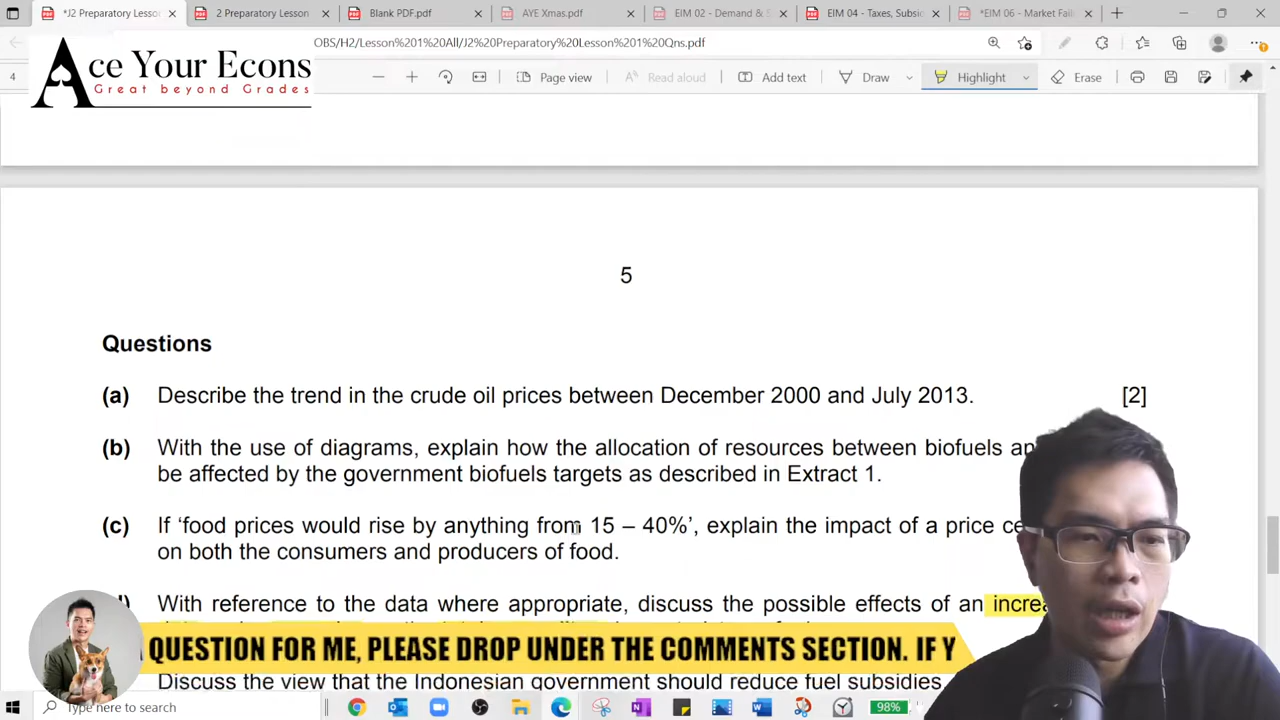 *J2 Preparatory Lesson
2 Preparatory Lesson
Blank PDF.pdf
AYE Xmas.pdf
EIM 02 - Demand & S
EIM 04 - Taxes, Subsi
*EIM 06 - Market Fail
OBS/H2/Lesson%201%20All/J2%20Preparatory%20Lesson%201%20Qns.pdf
Ace Your Econs
Great beyond Grades
4
Page view
Read aloud
Add text
Draw
Highlight
Erase
5
Questions
(a) Describe the trend in the crude oil prices between December 2000 and July 2013. [2]
(b) With the use of diagrams, explain how the allocation of resources between biofuels an
be affected by the government biofuels targets as described in Extract 1.
(c) If ‘food prices would rise by anything from 15 – 40%’, explain the impact of a price ce
on both the consumers and producers of food.
With reference to the data where appropriate, discuss the possible effects of an increa
QUESTION FOR ME, PLEASE DROP UNDER THE COMMENTS SECTION. IF Y
Discuss the view that the Indonesian government should reduce fuel subsidies
Type here to search
98%